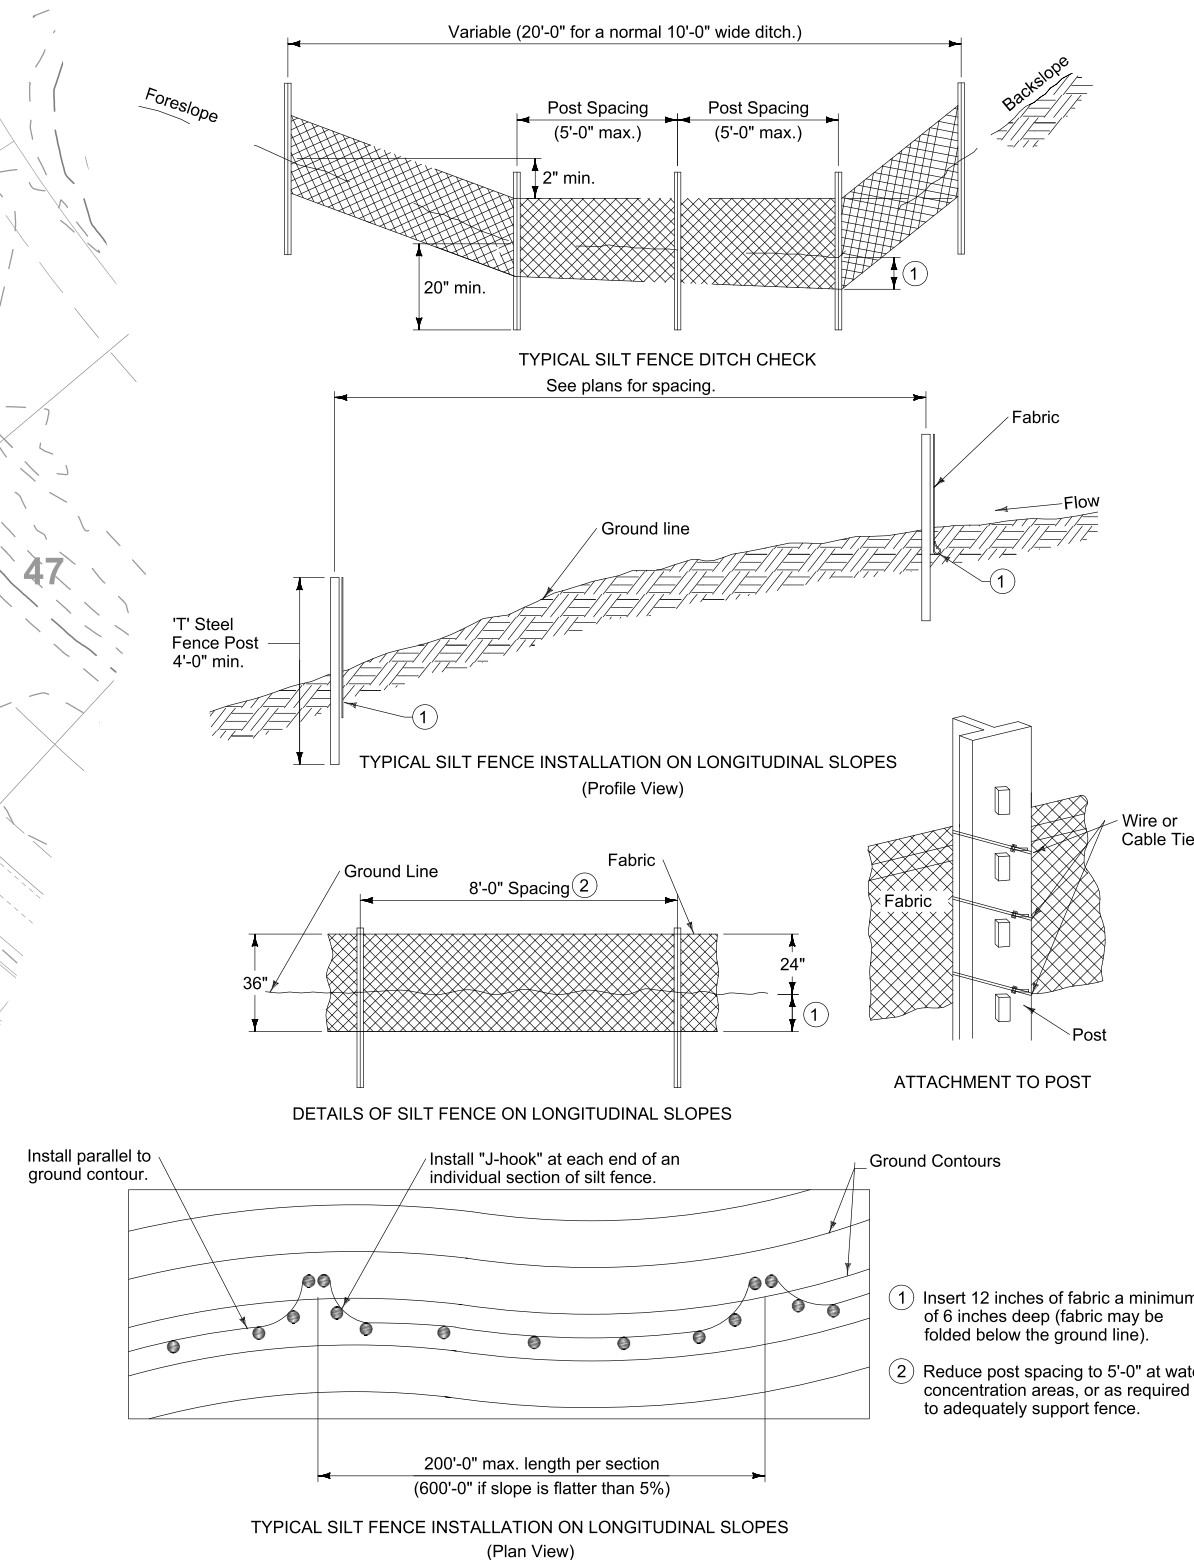 Variable (20'-0" for a normal 10'-0" wide ditch.)
Foreslope
Backslope
Post Spacing
(5'-0" max.)
Post Spacing
(5'-0" max.)
2" min.
20" min.
1
TYPICAL SILT FENCE DITCH CHECK
See plans for spacing.
Fabric
Flow
Ground line
1
47
'T' Steel
Fence Post
4'-0" min.
1
TYPICAL SILT FENCE INSTALLATION ON LONGITUDINAL SLOPES
(Profile View)
Wire or
Cable Tie
Fabric
Post
ATTACHMENT TO POST
Ground Line
Fabric
8'-0" Spacing 2
36"
24"
1
DETAILS OF SILT FENCE ON LONGITUDINAL SLOPES
Install parallel to
ground contour.
Install "J-hook" at each end of an
individual section of silt fence.
Ground Contours
1 Insert 12 inches of fabric a minimum
of 6 inches deep (fabric may be
folded below the ground line).
2 Reduce post spacing to 5'-0" at wat
concentration areas, or as required
to adequately support fence.
200'-0" max. length per section
(600'-0" if slope is flatter than 5%)
TYPICAL SILT FENCE INSTALLATION ON LONGITUDINAL SLOPES
(Plan View)